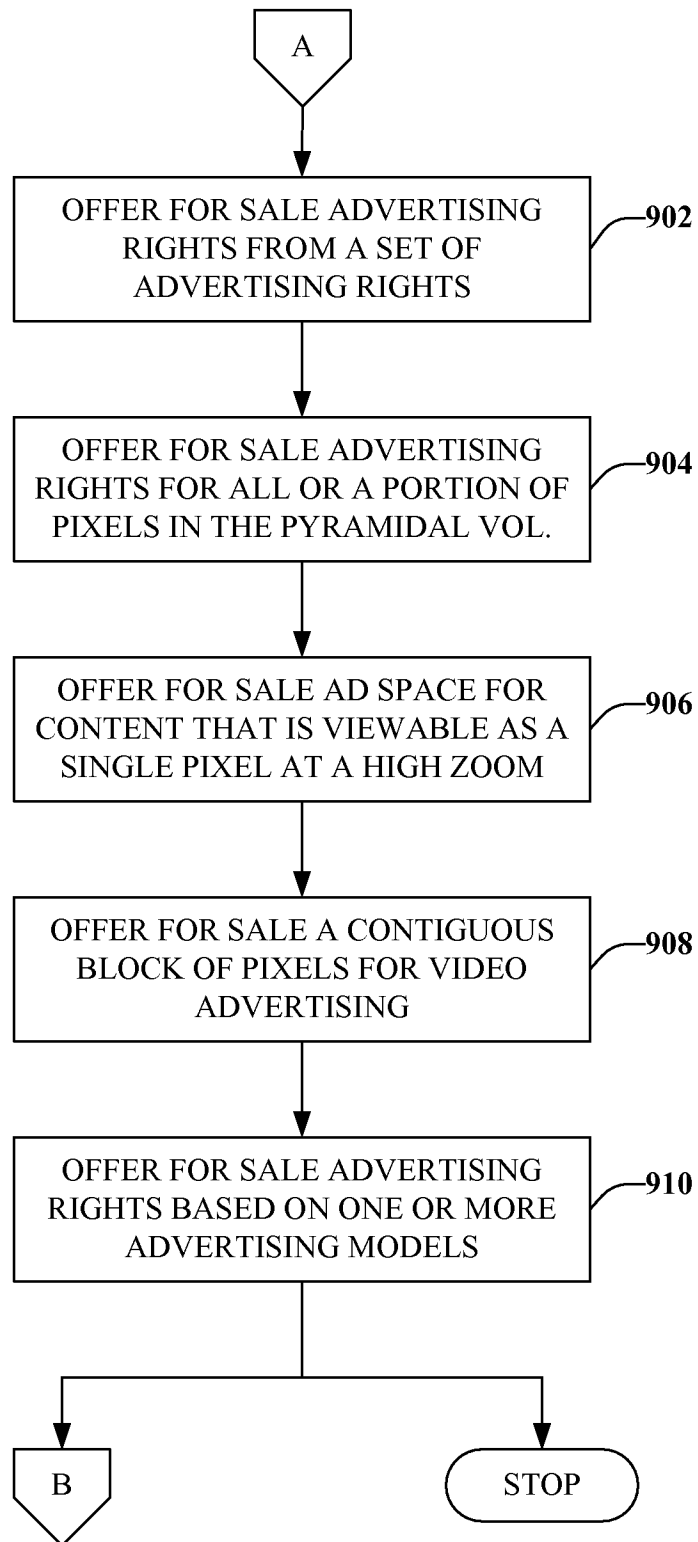 A
OFFER FOR SALE ADVERTISING
RIGHTS FROM A SET OF
ADVERTISING RIGHTS
902
OFFER FOR SALE ADVERTISING
RIGHTS FOR ALL OR A PORTION OF
PIXELS IN THE PYRAMIDAL VOL.
904
OFFER FOR SALE AD SPACE FOR
CONTENT THAT IS VIEWABLE AS A
SINGLE PIXEL AT A HIGH ZOOM
906
OFFER FOR SALE A CONTIGUOUS
BLOCK OF PIXELS FOR VIDEO
ADVERTISING
908
OFFER FOR SALE ADVERTISING
RIGHTS BASED ON ONE OR MORE
ADVERTISING MODELS
910
B
STOP